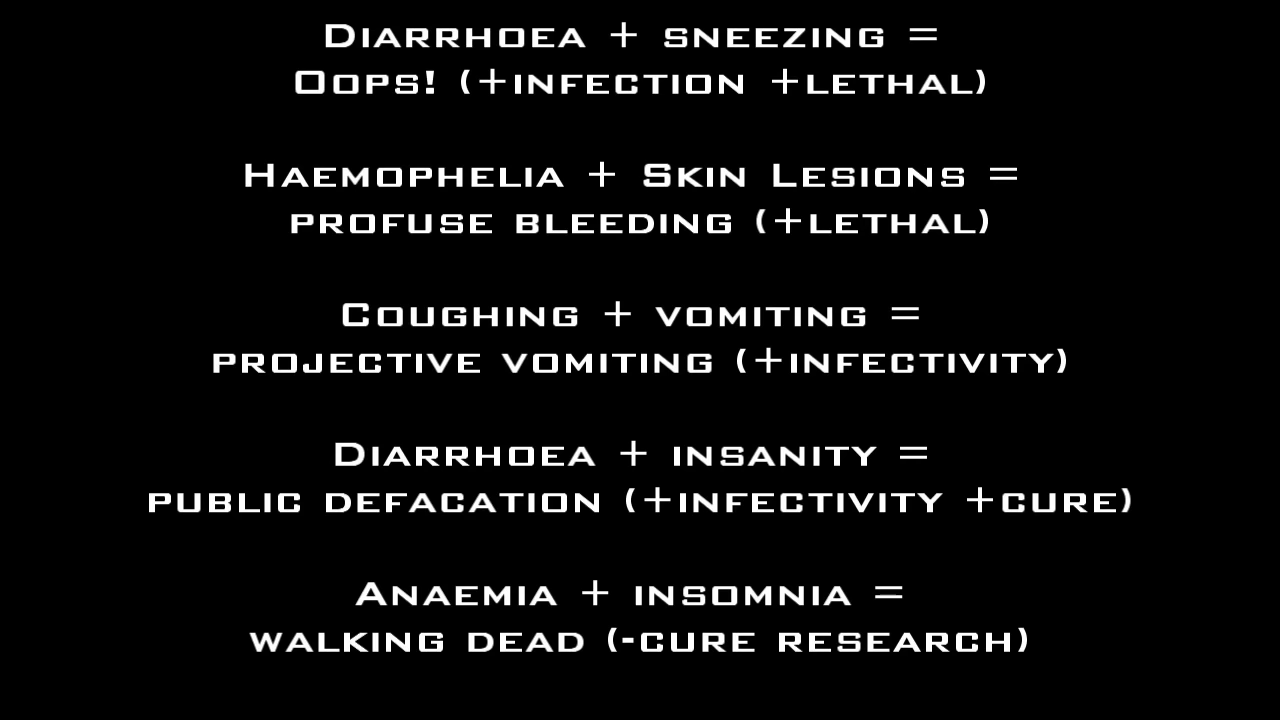 Diarrhoea + sneezing =
Oops! (+infection +lethal)
Haemophelia + Skin Lesions =
profuse bleeding (+lethal)
Coughing + vomiting =
projective vomiting (+infectivity)
Diarrhoea + insanity =
public defacation (+infectivity +cure)
Anaemia + insomnia =
walking dead (-cure research)